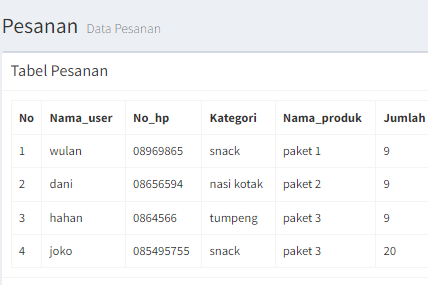 Pesanan Data Pesanan
Tabel Pesanan
No Nama_user No_hp Kategori Nama_produk Jumlah
1 wulan 08969865 snack paket 1 9
2 dani 08656594 nasi kotak paket 2 9
3 hahan 0864566 tumpeng paket 3 9
4 joko 085495755 snack paket 3 20